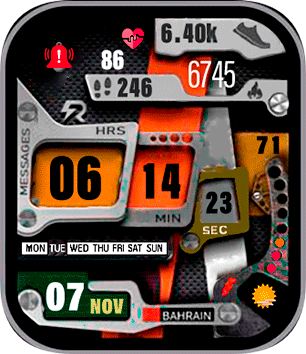 6.40k
86
6745
246
MESSAGES
HRS
71
06
14
23
MIN
SEC
MON TUE WED THU FRI SAT SUN
07 NOV
BAHRAIN